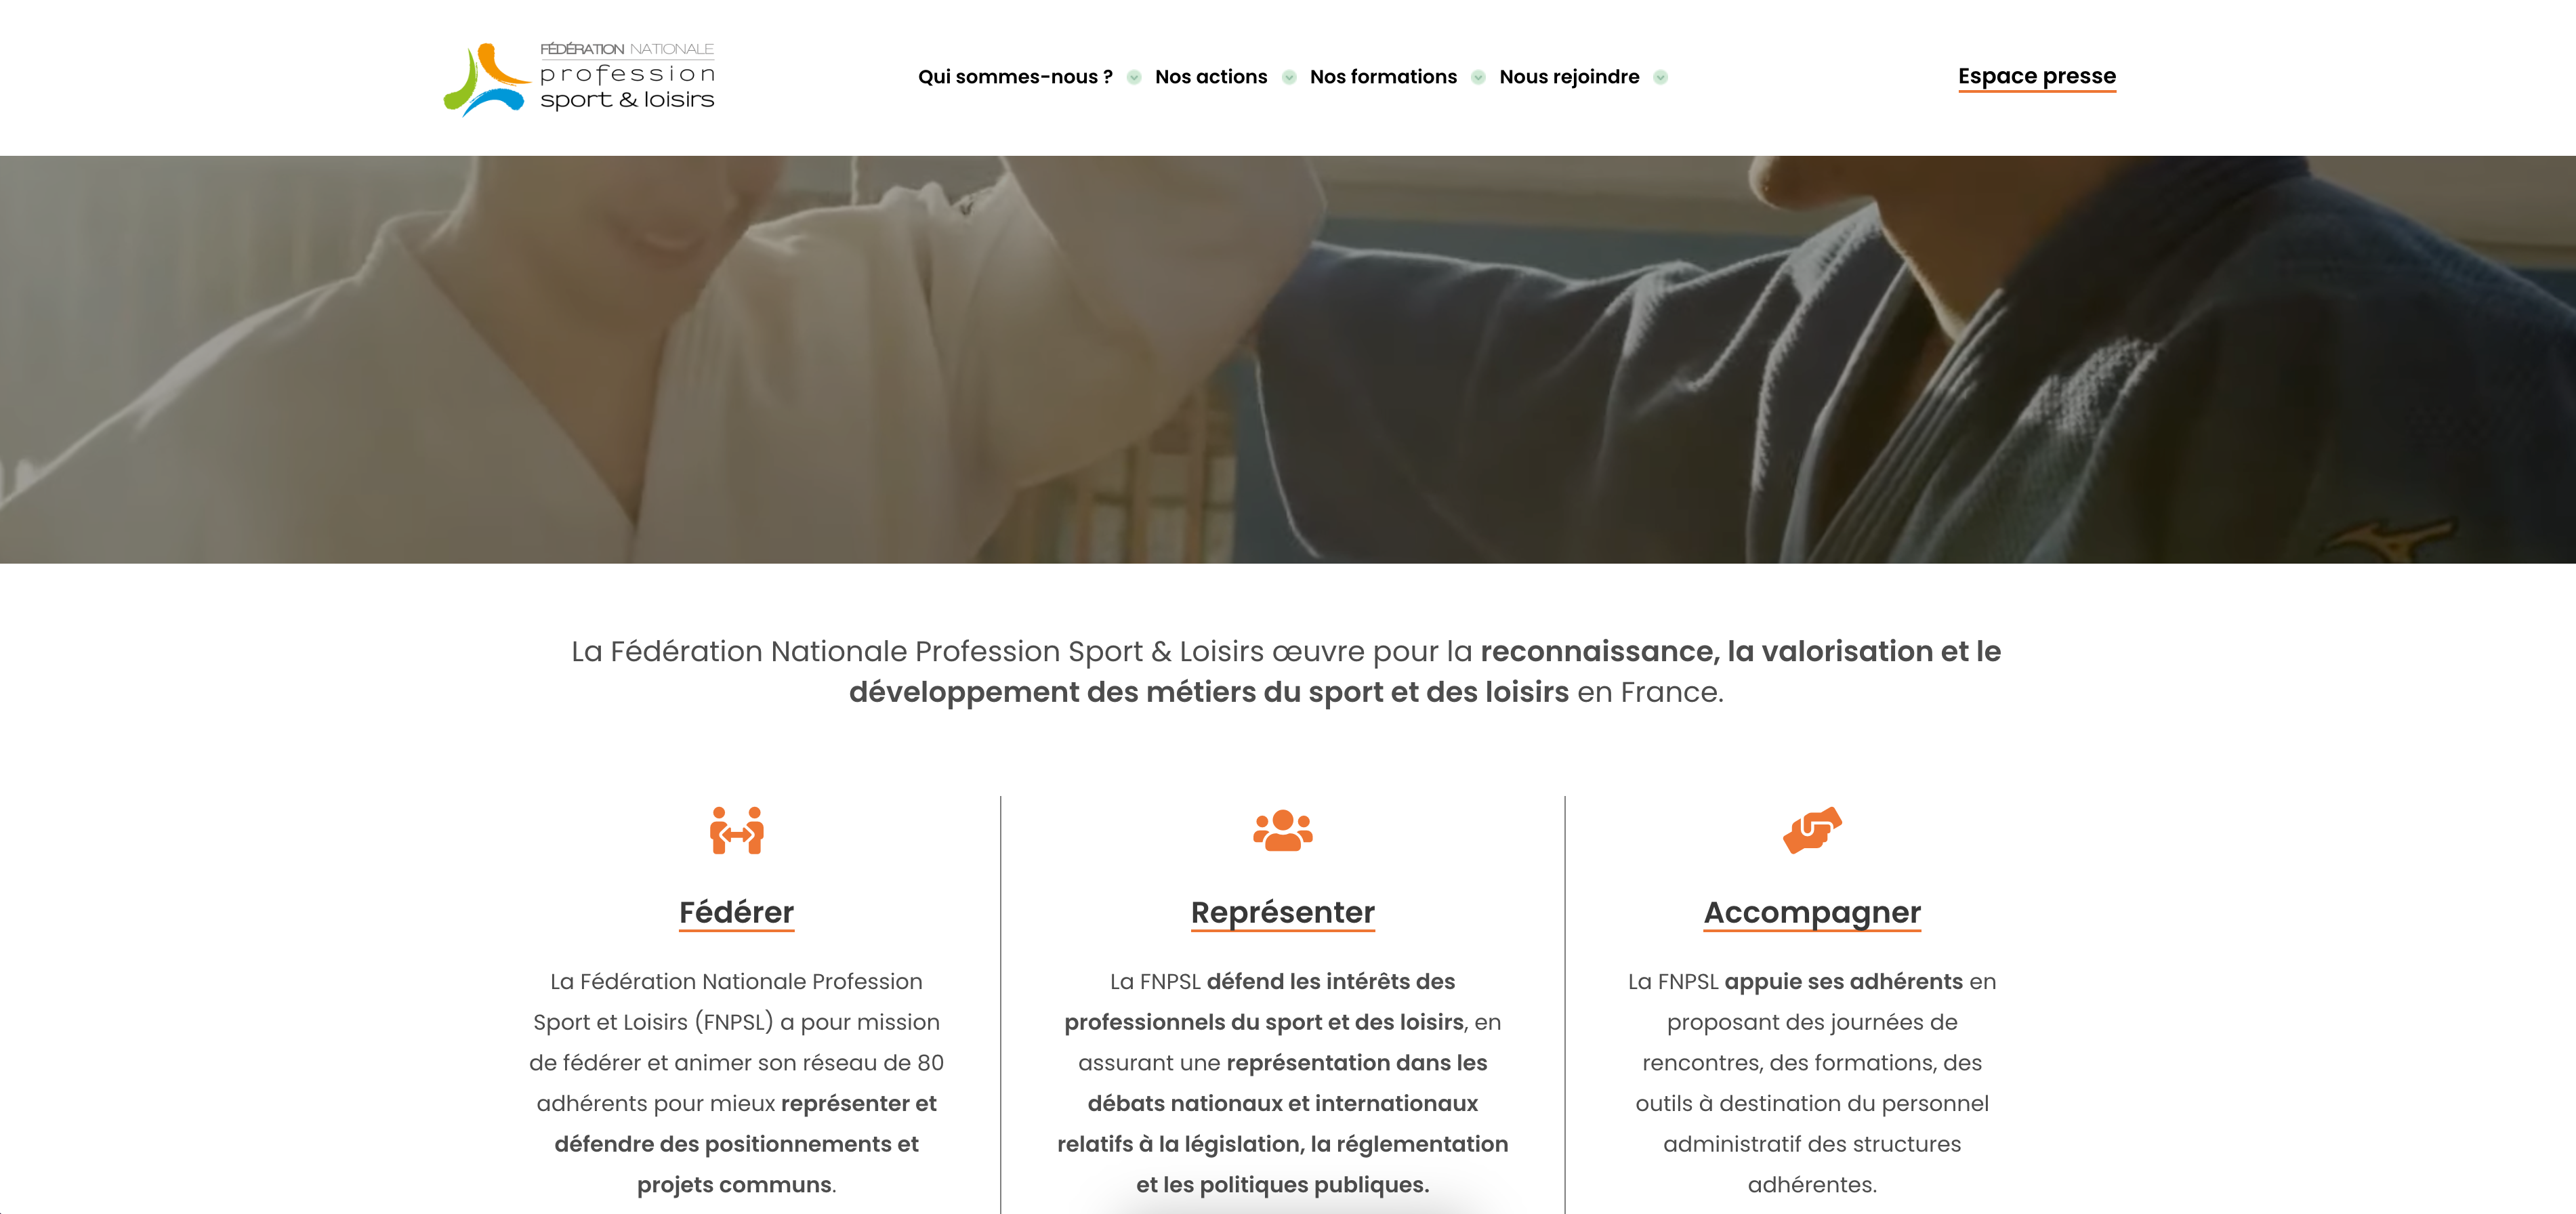 FÉDÉRATION NATIONALE
profession
sport & loisirs
Qui sommes-nous ? Nos actions Nos formations Nous rejoindre
Espace presse
La Fédération Nationale Profession Sport & Loisirs œuvre pour la reconnaissance, la valorisation et le
développement des métiers du sport et des loisirs en France.
Fédérer
La Fédération Nationale Profession
Sport et Loisirs (FNPSL) a pour mission
de fédérer et animer son réseau de 80
adhérents pour mieux représenter et
défendre des positionnements et
projets communs.
Représenter
La FNPSL défend les intérêts des
professionnels du sport et des loisirs, en
assurant une représentation dans les
débats nationaux et internationaux
relatifs à la législation, la réglementation
et les politiques publiques.
Accompagner
La FNPSL appuie ses adhérents en
proposant des journées de
rencontres, des formations, des
outils à destination du personnel
administratif des structures
adhérentes.